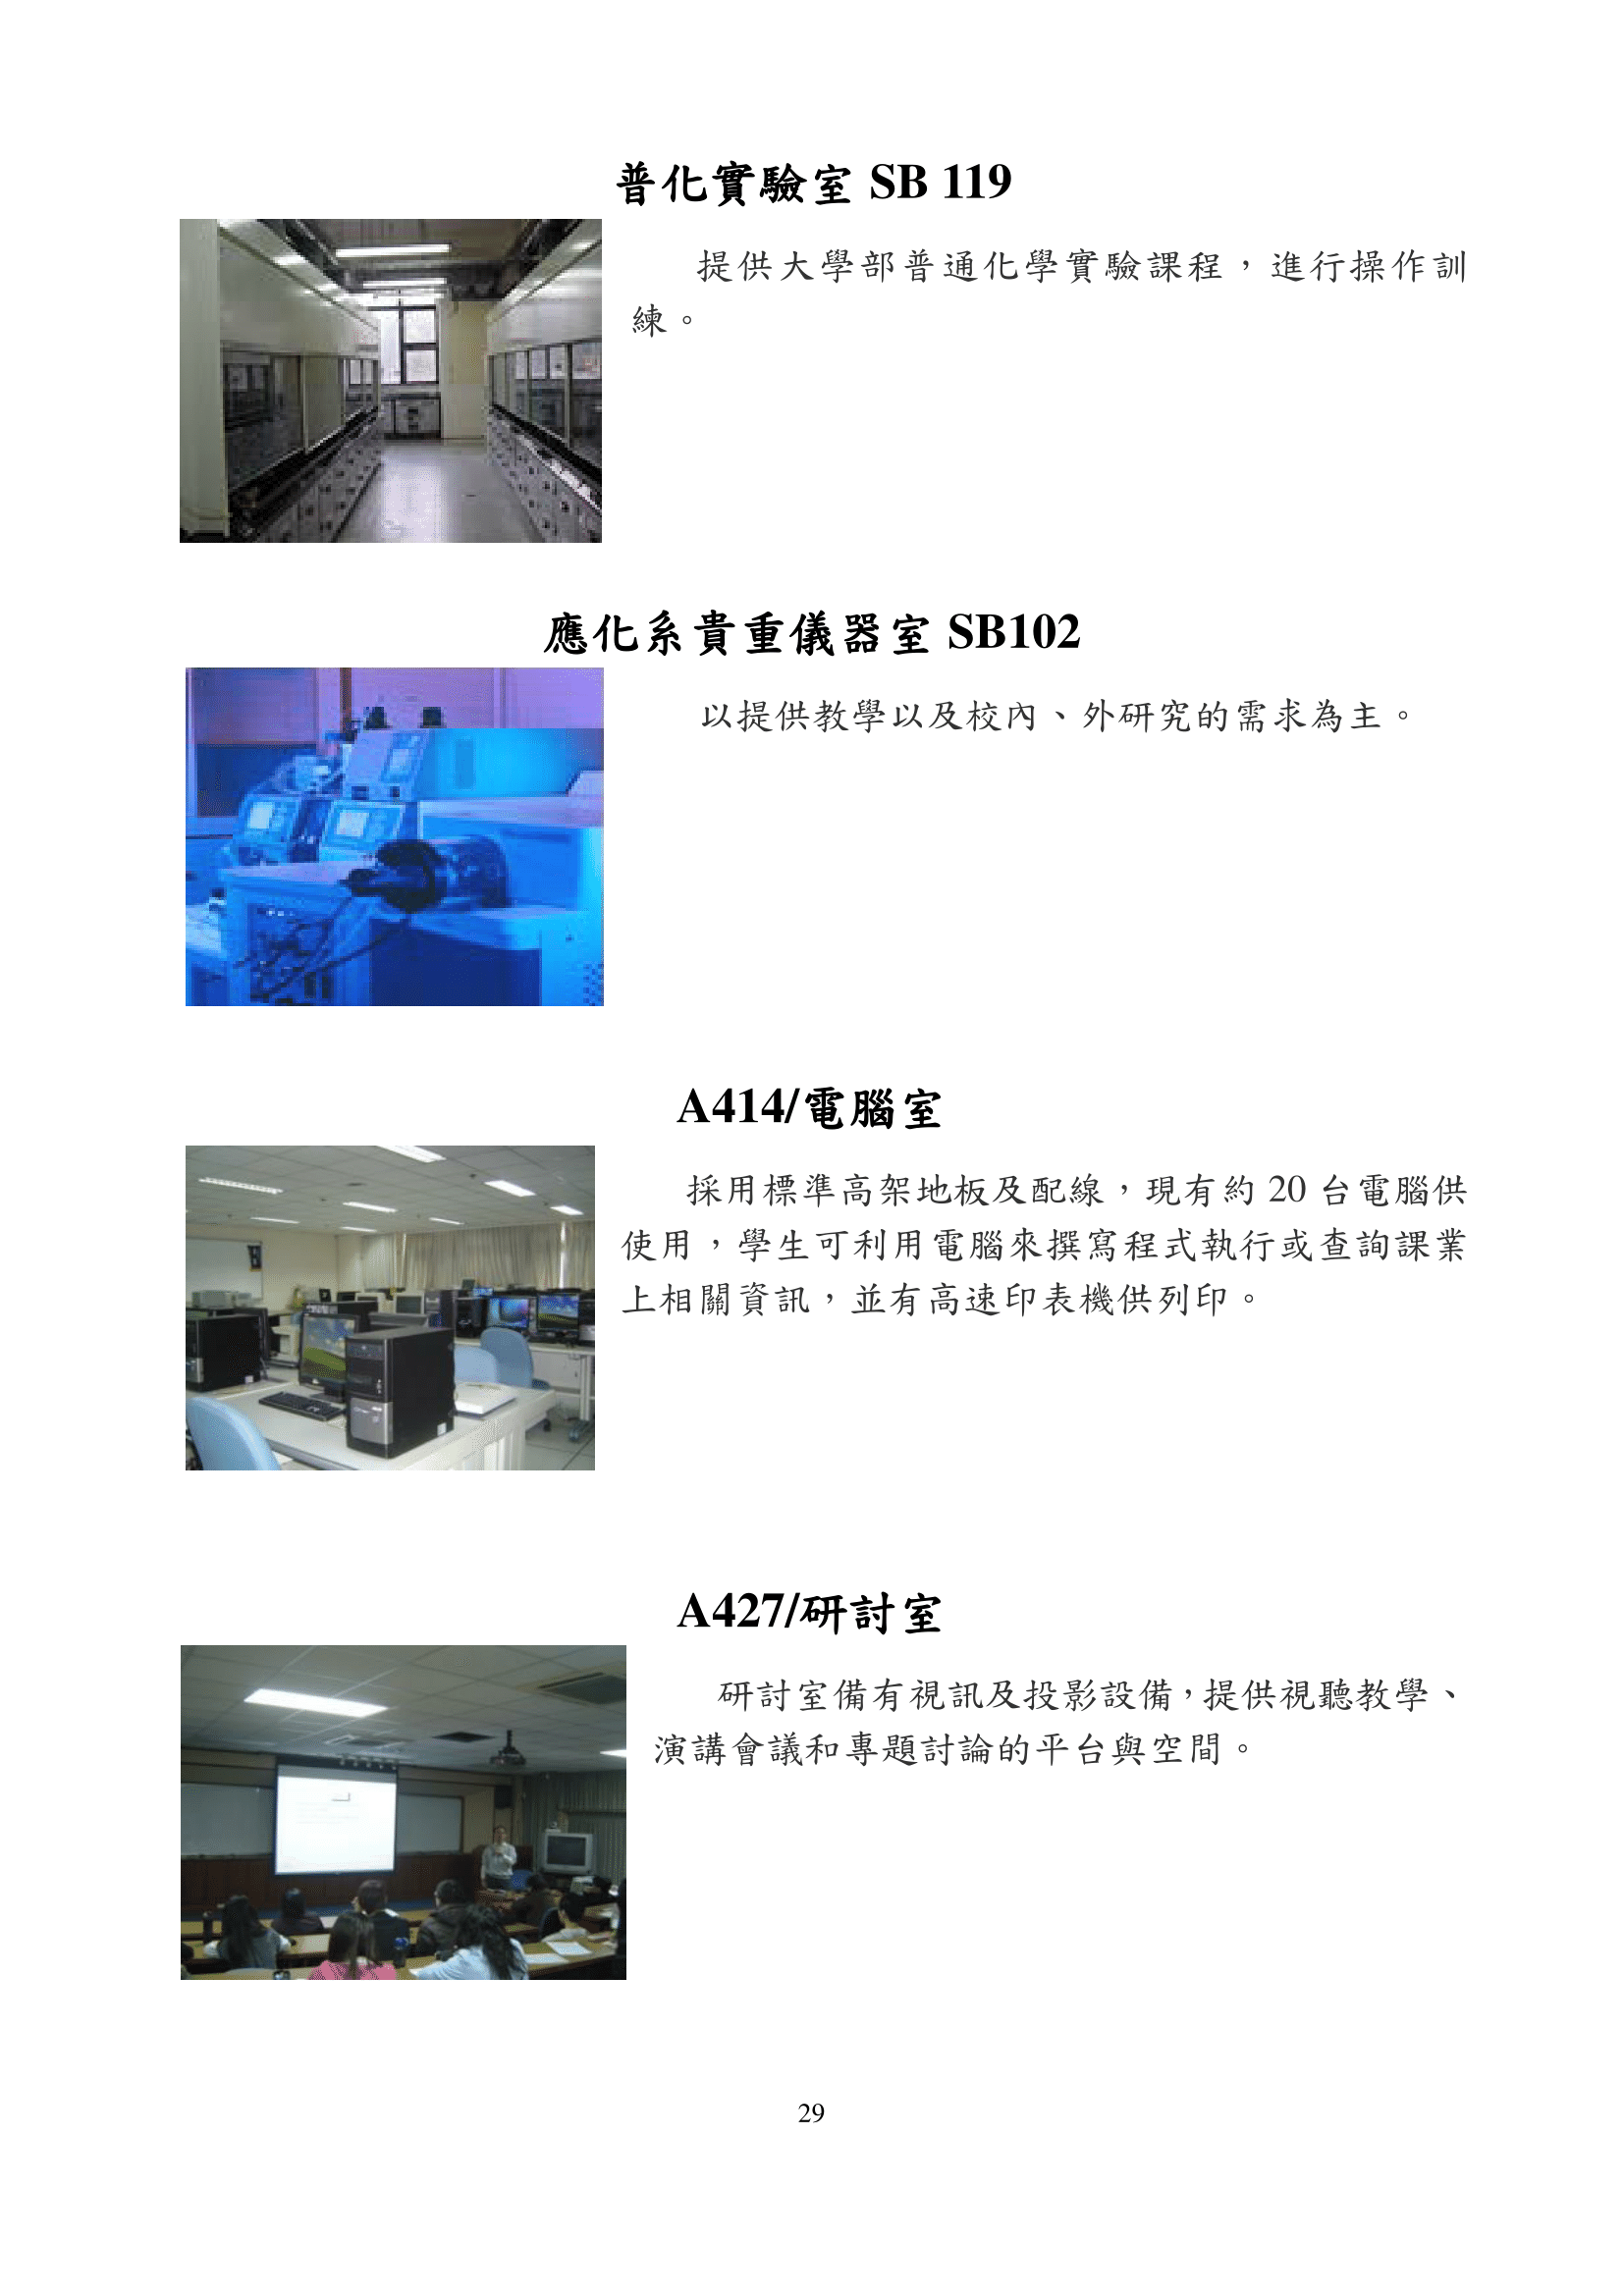 普化實驗室 SB 119
提供大學部普通化學實驗課程，進行操作訓
練。
應化系貴重儀器室 SB102
以提供教學以及校內、外研究的需求為主。
A414/電腦室
採用標準高架地板及配線，現有約 20 台電腦供
使用，學生可利用電腦來撰寫程式執行或查詢課業
上相關資訊，並有高速印表機供列印。
A427/研討室
研討室備有視訊及投影設備，提供視聽教學、
演講會議和專題討論的平台與空間。
29